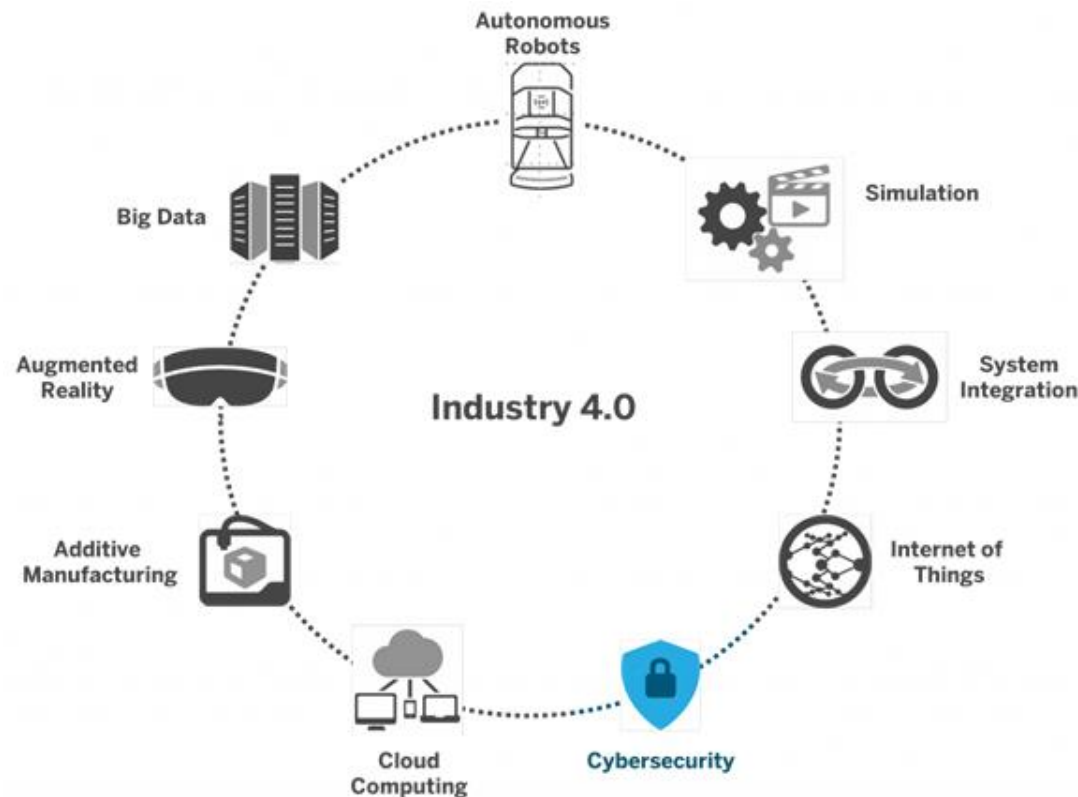 Autonomous
Robots
Simulation
Big Data
System
Integration
Augmented
Reality
Industry 4.0
Internet of
Things
Additive
Manufacturing
Cybersecurity
Cloud
Computing